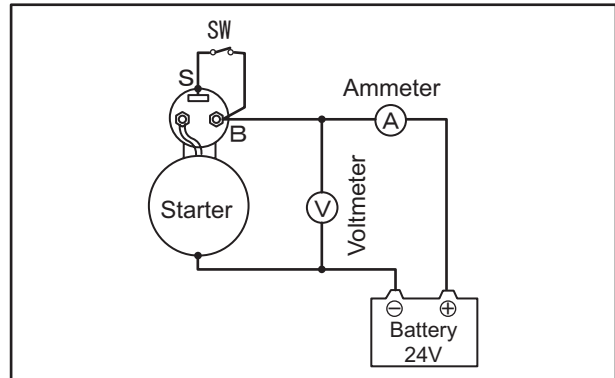 SW
S
Ammeter
A
B
V
Voltmeter
Starter
⊖ ⊕
Battery
24V